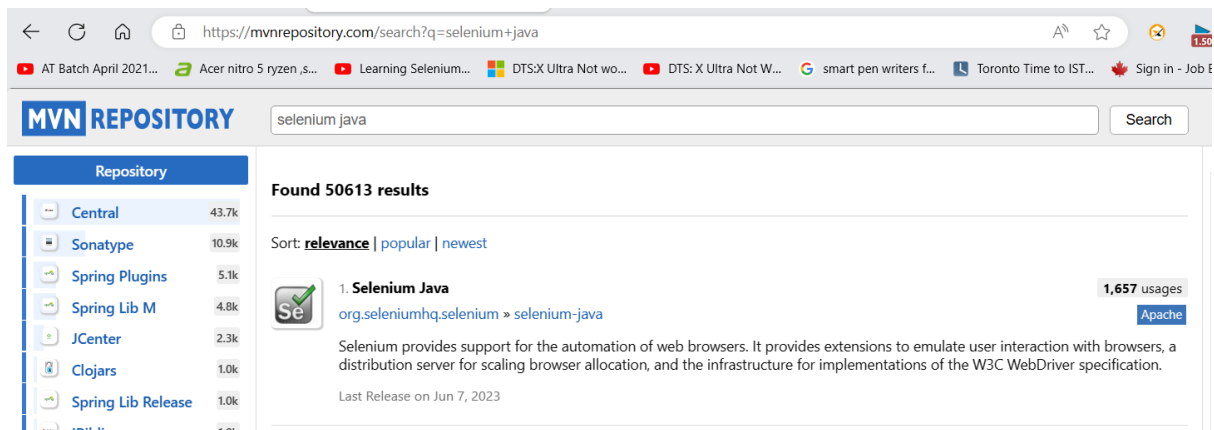 https://mvnrepository.com/search?q=selenium+java
1.50
AT Batch April 2021... Acer nitro 5 ryzen ,s... Learning Selenium... DTS:X Ultra Not wo... DTS: X Ultra Not W... smart pen writers f... Toronto Time to IST... Sign in - Job
MVN REPOSITORY selenium java Search
Repository
Found 50613 results
Central 43.7k
Sort: relevance | popular | newest
Sonatype 10.9k
Spring Plugins 5.1k
1. Selenium Java 1,657 usages
Spring Lib M 4.8k
Se org.seleniumhq.selenium » selenium-java Apache
JCenter 2.3k
Selenium provides support for the automation of web browsers. It provides extensions to emulate user interaction with browsers, a
distribution server for scaling browser allocation, and the infrastructure for implementations of the W3C WebDriver specification.
Clojars 1.0k
Last Release on Jun 7, 2023
Spring Lib Release 1.0k